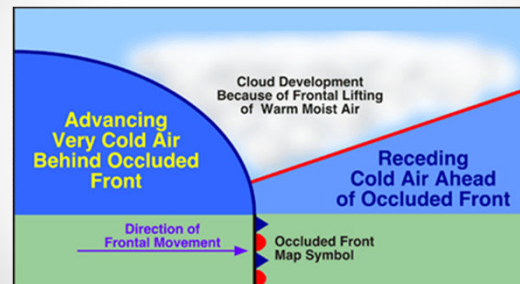 Cloud Development
Because of Frontal Lifting
of Warm Moist Air
Advancing
Very Cold Air
Behind Occluded
Front
Receding
Cold Air Ahead
of Occluded Front
Direction of
Frontal Movement
Occluded Front
Map Symbol